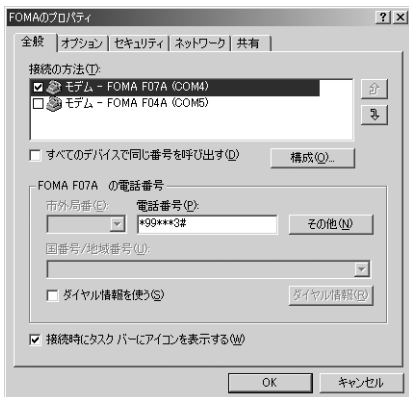 FOMAのプロパティ
全般 オプション セキュリティ ネットワーク 共有
接続の方法(T):
モデム - FOMA F07A (COM4)
モデム - FOMA F04A (COM5)
すべてのデバイスで同じ番号を呼び出す(D)
構成(O)...
FOMA F07A の電話番号
市外局番(E): 電話番号(P):
*99***3#
その他(N)
国番号/地域番号(U):
ダイヤル情報を使う(S)
ダイヤル情報(R)
接続時にタスク バーにアイコンを表示する(W)
OK キャンセル